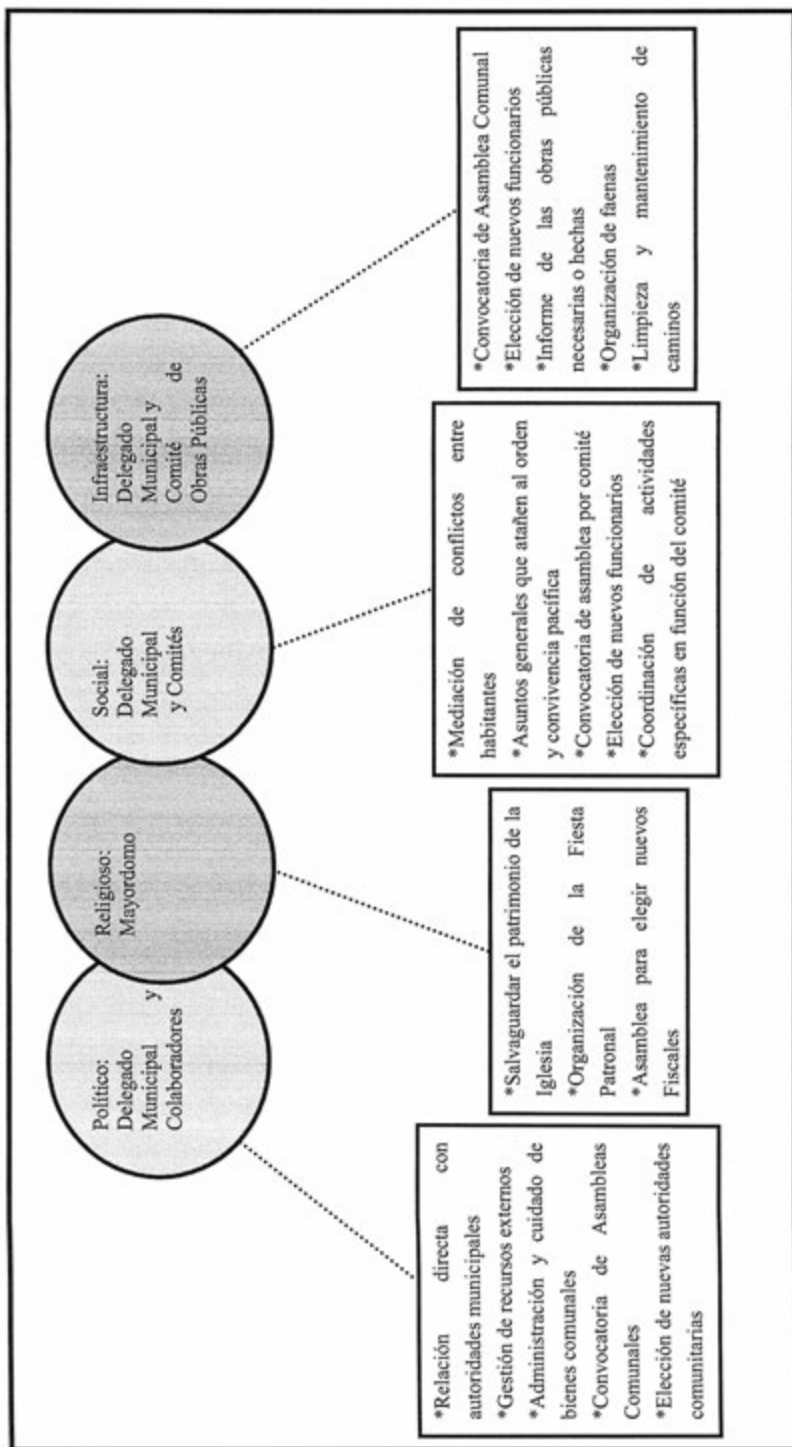 Político:
Delegado
Municipal y
Colaboradores
Religioso:
Mayordomo
Social:
Delegado
Municipal
y Comités
Infraestructura:
Delegado
Municipal y
Comité de
Obras Públicas
*Relación directa con
autoridades municipales
*Gestión de recursos externos
*Administración y cuidado de
bienes comunales
*Convocatoria de Asambleas
Comunales
*Elección de nuevas autoridades
comunitarias
*Salvaguardar el patrimonio de la
Iglesia
*Organización de la Fiesta
Patronal
*Asamblea para elegir nuevos
Fiscales
*Mediación de conflictos entre
habitantes
*Asuntos generales que atañen al orden
y convivencia pacífica
*Convocatoria de asamblea por comité
*Elección de nuevos funcionarios
*Coordinación de actividades
específicas en función del comité
*Convocatoria de Asamblea Comunal
*Elección de nuevos funcionarios
*Informe de las obras públicas
necesarias o hechas
*Organización de faenas
*Limpieza y mantenimiento de
caminos